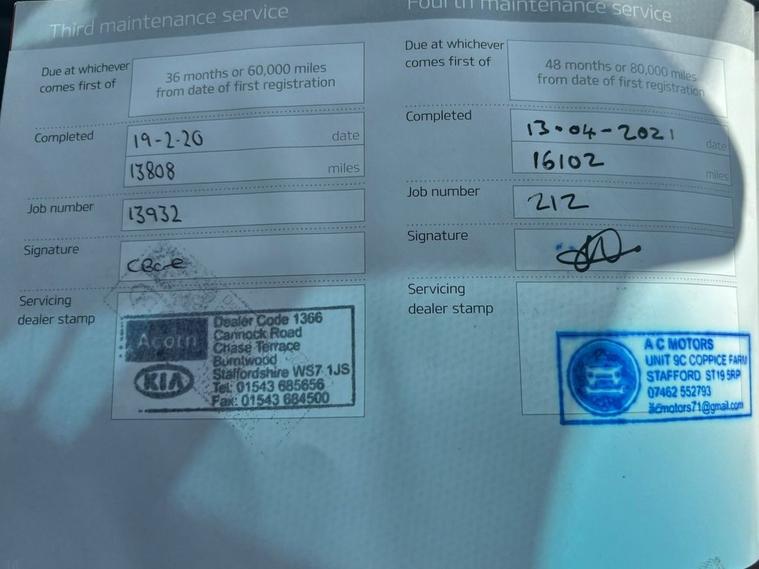 Third maintenance service
Due at whichever
comes first of
36 months or 60,000 miles
from date of first registration
Completed
19-2-20
date
13808
miles
Job number
13932
Signature
Servicing
dealer stamp
Acorn
KIA
Dealer Code 1366
Cannock Road
Chase Terrace
Burntwood
Staffordshire WS7 1JS
Tel: 01543 685656
Fax: 01543 684500
Fourth maintenance service
Due at whichever
comes first of
48 months or 80,000 miles
from date of first registration
Completed
13.04-2021
date
16102
miles
Job number
212
Signature
Servicing
dealer stamp
A C MOTORS
UNIT 9C COPPICE FARM
STAFFORD ST19 5RP
07462 552793
acmotors71@gmail.com